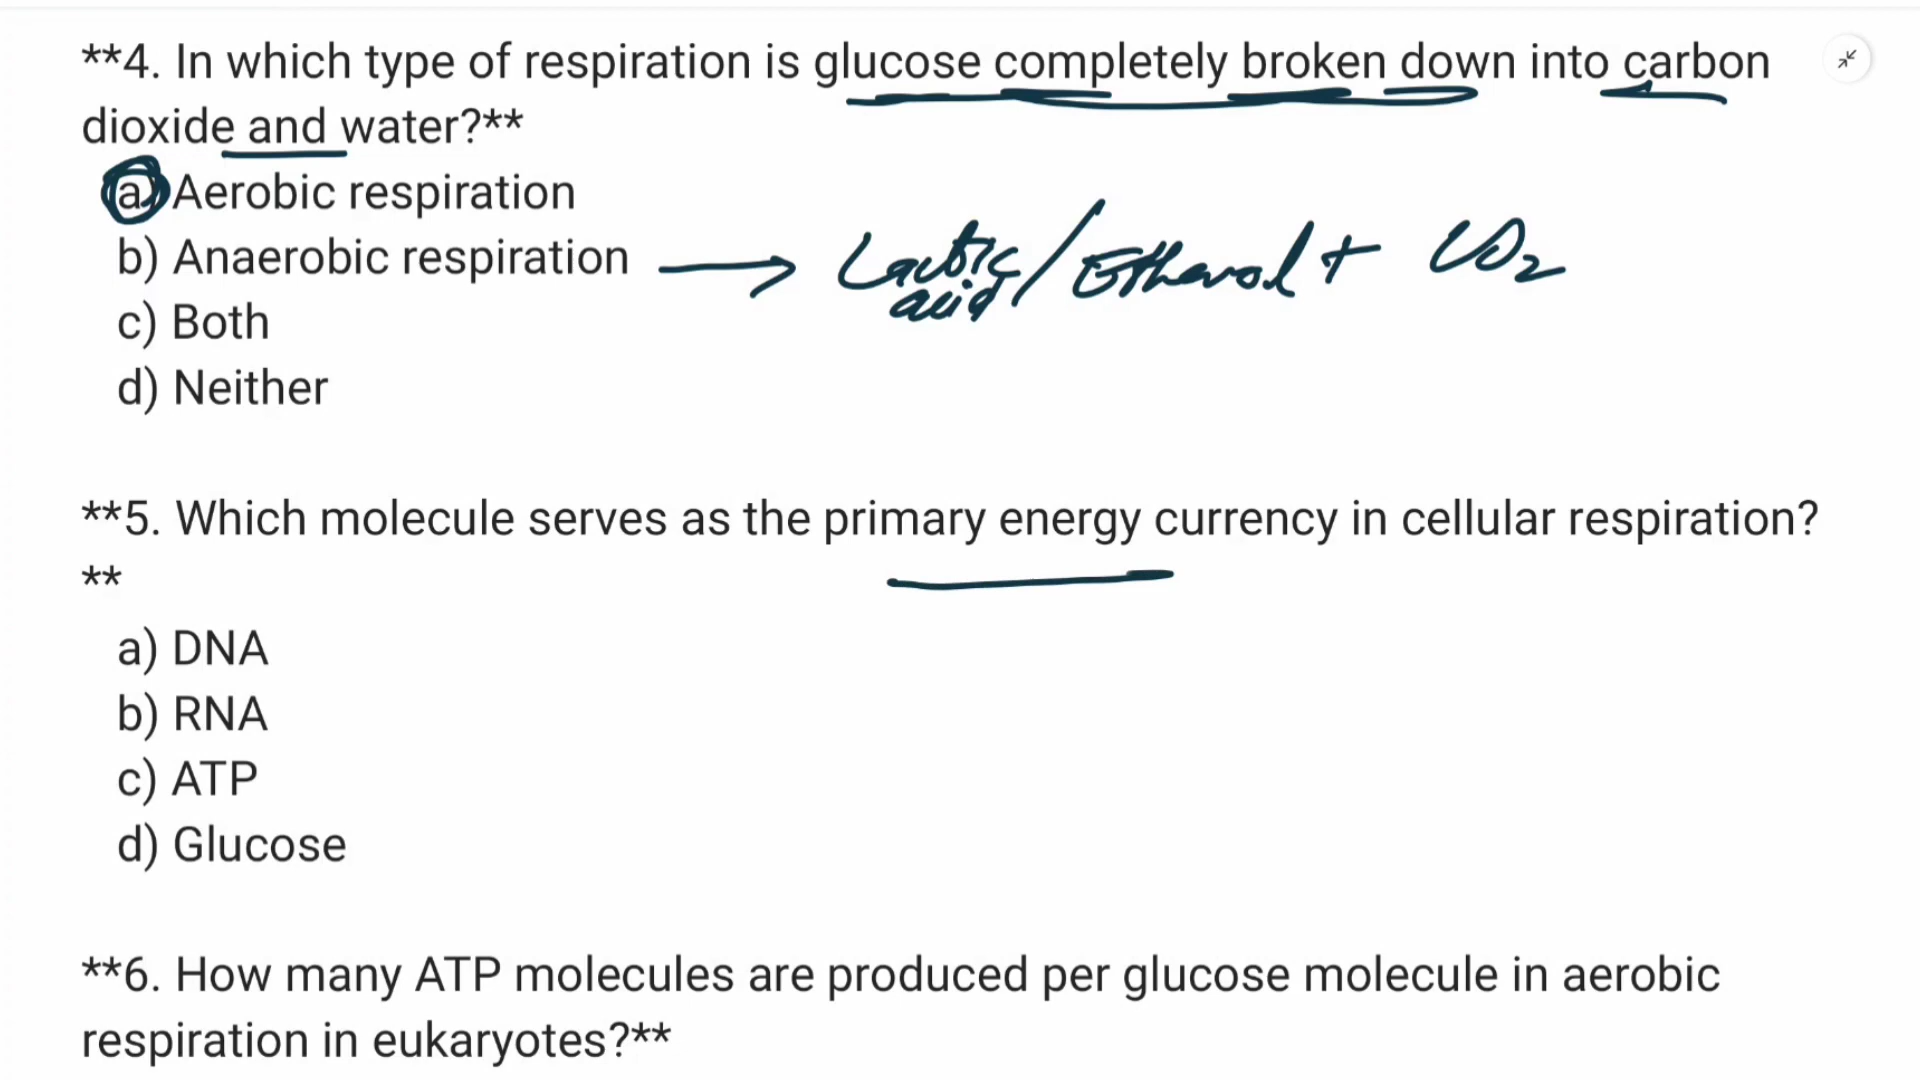 **4. In which type of respiration is glucose completely broken down into carbon
dioxide and water?**
a) Aerobic respiration
b) Anaerobic respiration → Lactic acid / Ethanol + CO₂
c) Both
d) Neither
**5. Which molecule serves as the primary energy currency in cellular respiration?
**
a) DNA
b) RNA
c) ATP
d) Glucose
**6. How many ATP molecules are produced per glucose molecule in aerobic
respiration in eukaryotes?**